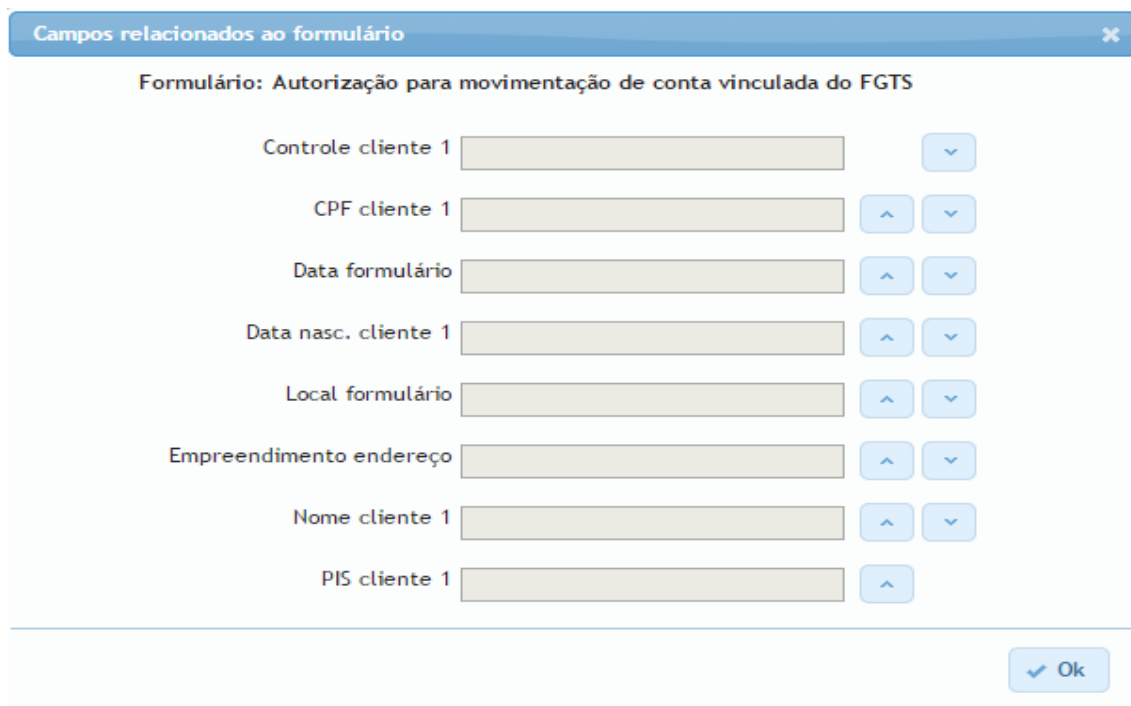 Campos relacionados ao formulário
Formulário: Autorização para movimentação de conta vinculada do FGTS
Controle cliente 1
CPF cliente 1
Data formulário
Data nasc. cliente 1
Local formulário
Empreendimento endereço
Nome cliente 1
PIS cliente 1
Ok